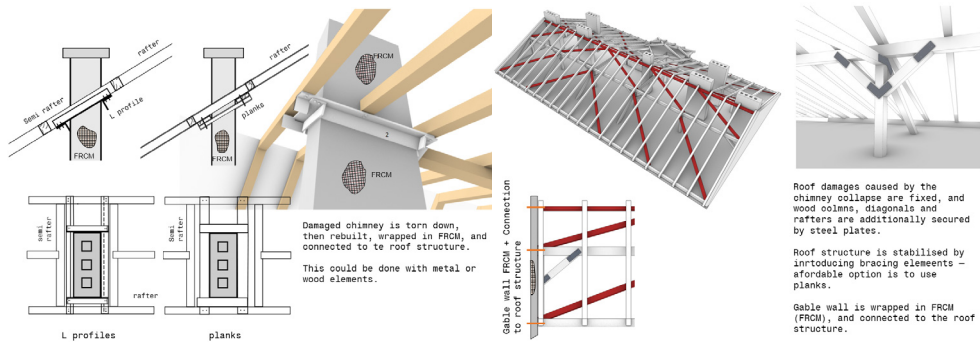 rafter
Semi rafter
L profile
FRCM
rafter
planks
FRCM
FRCM
2
FRCM
semi rafter
rafter
L profiles
Semi rafter
planks
Damaged chimney is torn down,
then rebuilt, wrapped in FRCM, and
connected to te roof structure.
This could be done with metal or
wood elements.
Gable wall FRCM + Connection
to roof structure
Roof damages caused by the
chimney collapse are fixed, and
wood colmns, diagonals and
rafters are additionally secured
by steel plates.
Roof structure is stabilised by
inrtoducing bracing elemeents –
afordable option is to use
planks.
Gable wall is wrapped in FRCM
(FRCM), and connected to the roof
structure.